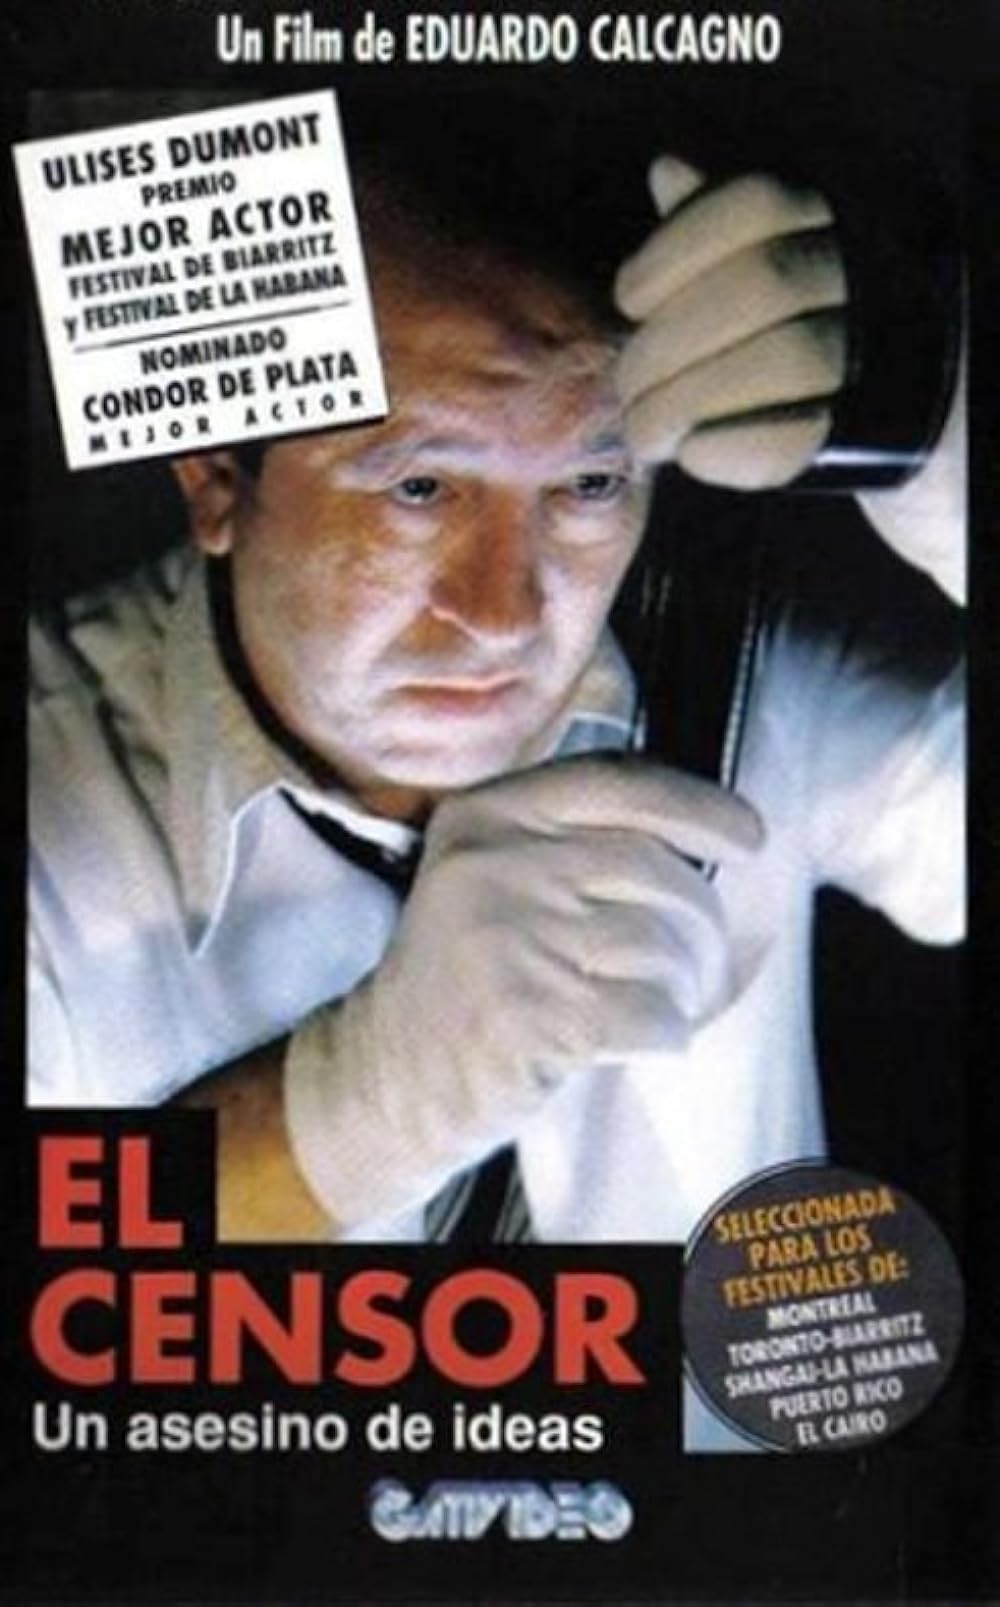 Un Film de EDUARDO CALCAGNO
ULISES DUMONT
PREMIO
MEJOR ACTOR
FESTIVAL DE BIARRITZ
y FESTIVAL DE LA HABANA
NOMINADO
CONDOR DE PLATA
MEJOR ACTOR
EL
CENSOR
Un asesino de ideas
SELECCIONADA
PARA LOS
FESTIVALES DE:
MONTREAL
TORONTO-BIARRITZ
SHANGAI-LA HABANA
PUERTO RICO
EL CAIRO
GATIVIDEO